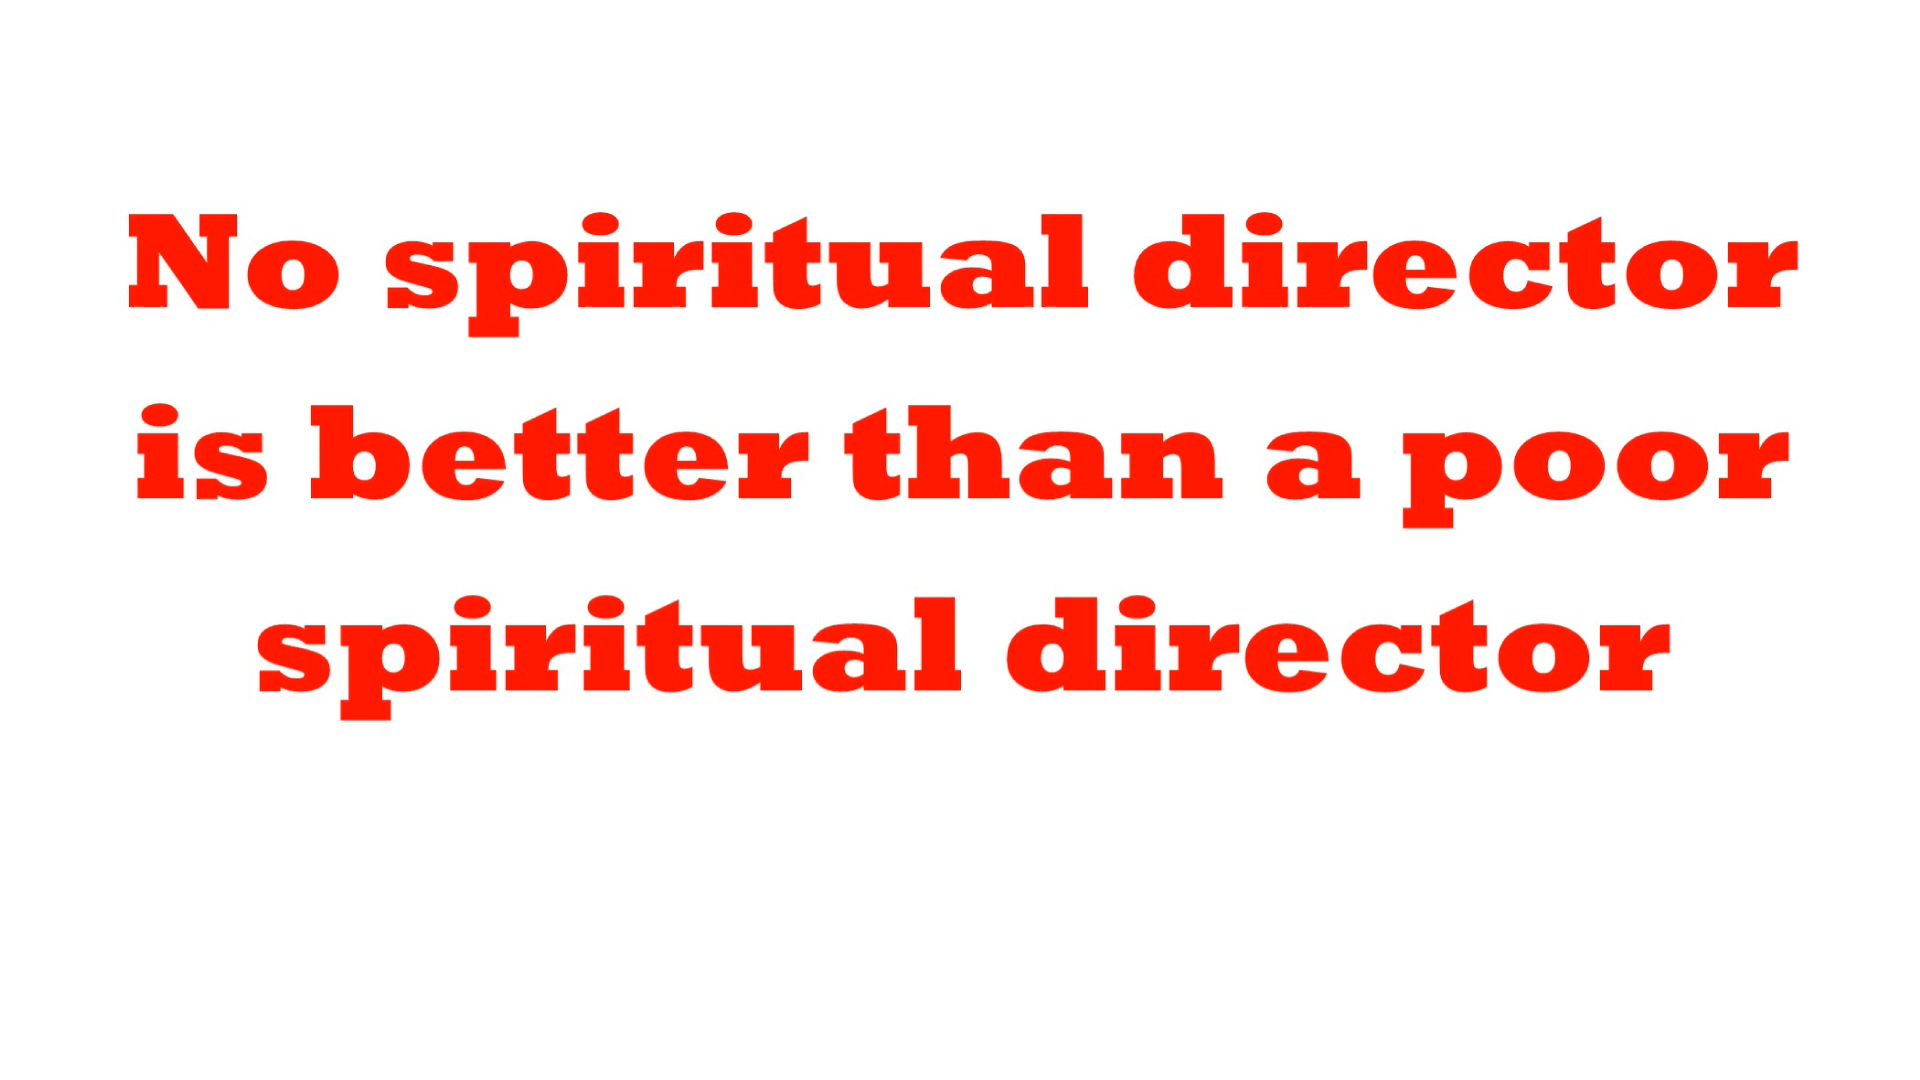 No spiritual director
is better than a poor
spiritual director